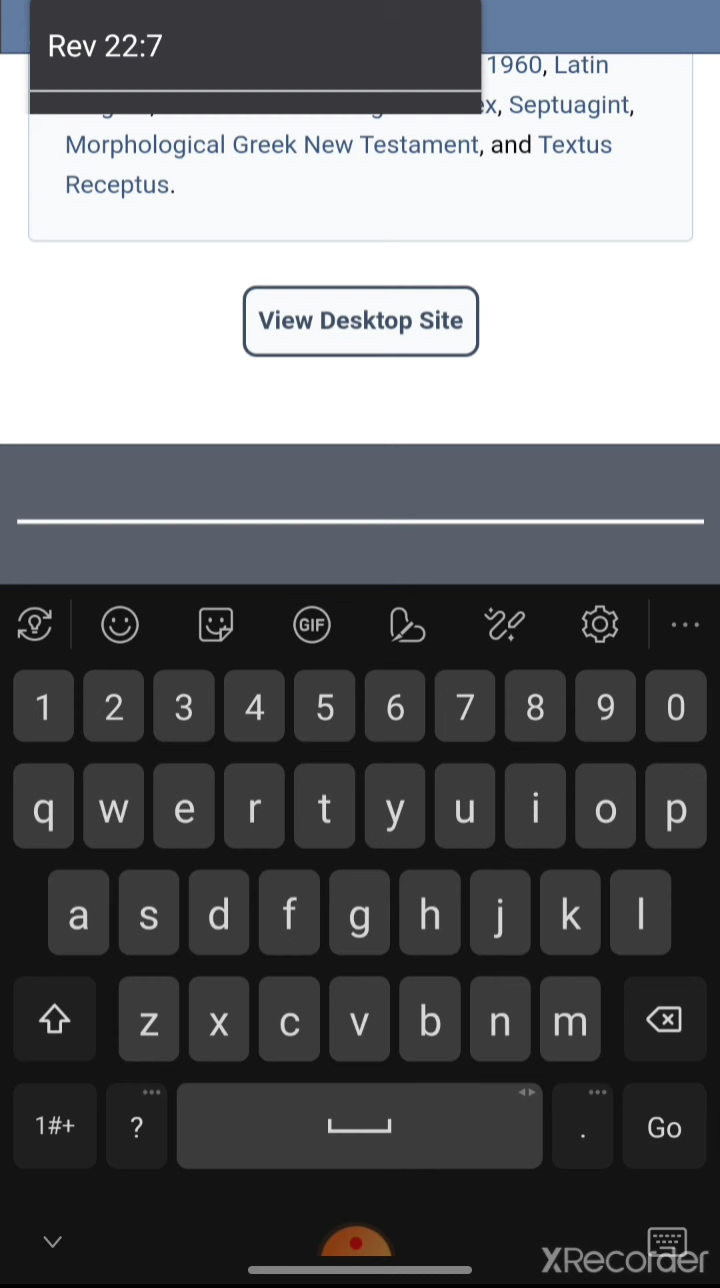 Rev 22:7
1960, Latin
Septuagint,
Morphological Greek New Testament, and Textus
Receptus.
View Desktop Site
GIF
1 2 3 4 5 6 7 8 9 0
q w e r t y u i o p
a s d f g h j k l
z x c v b n m
1#+ ? . Go
XRecorder